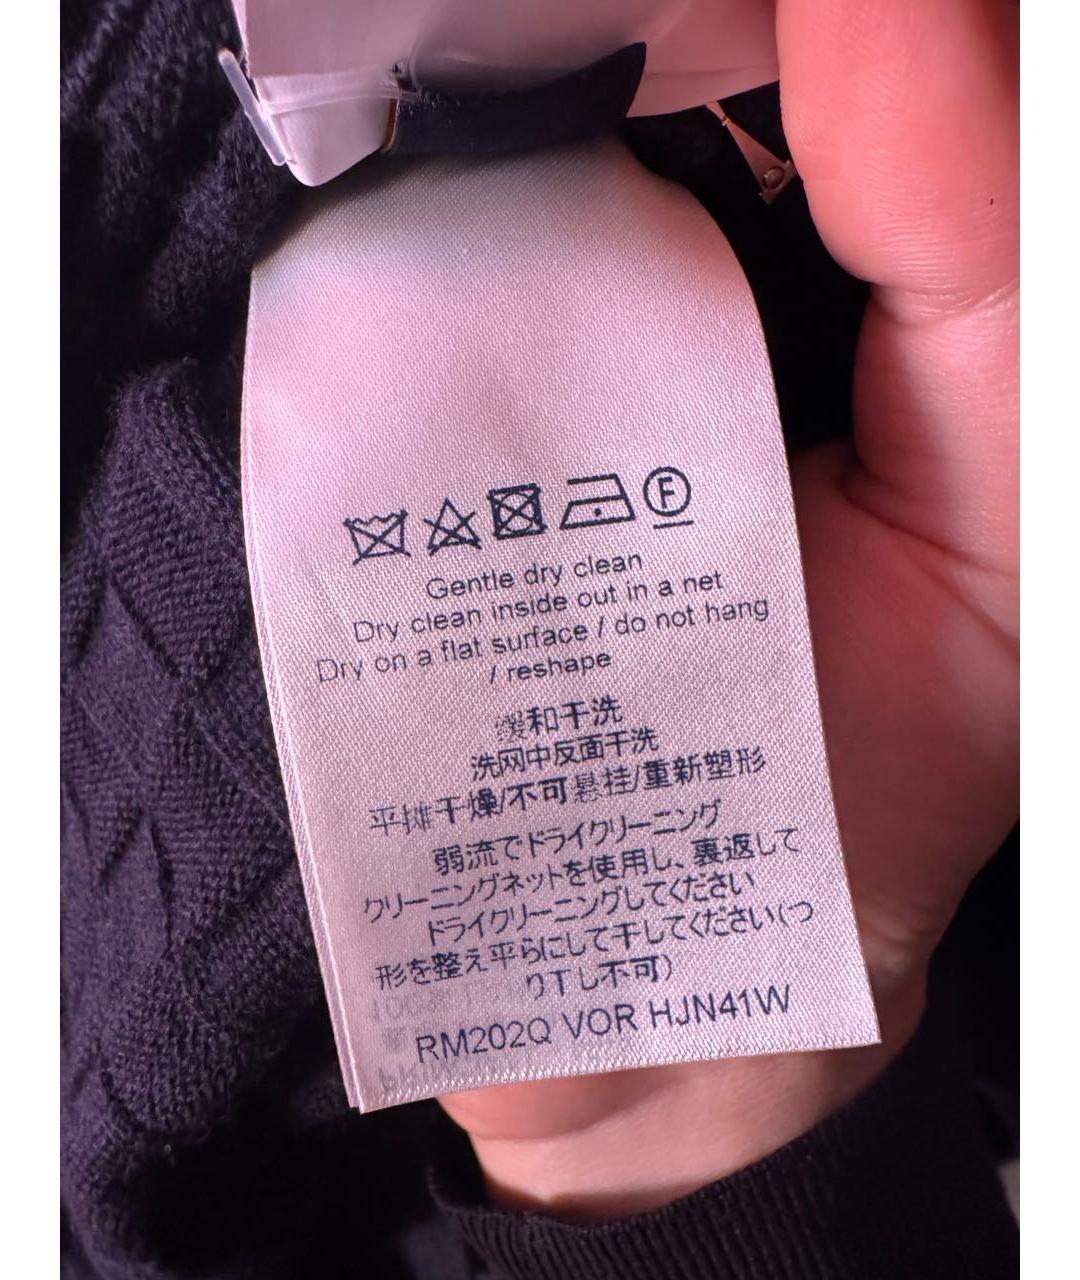 F
Gentle dry clean
Dry clean inside out in a net
Dry on a flat surface / do not hang
/ reshape
缓和干洗
洗网中反面干洗
平摊干燥/不可悬挂/重新塑形
弱流でドライクリーニング
クリーニングネットを使用し、裏返して
ドライクリーニングしてください
形を整え平らにして干してください(つ
りTし不可)
RM202Q VOR HJN41W